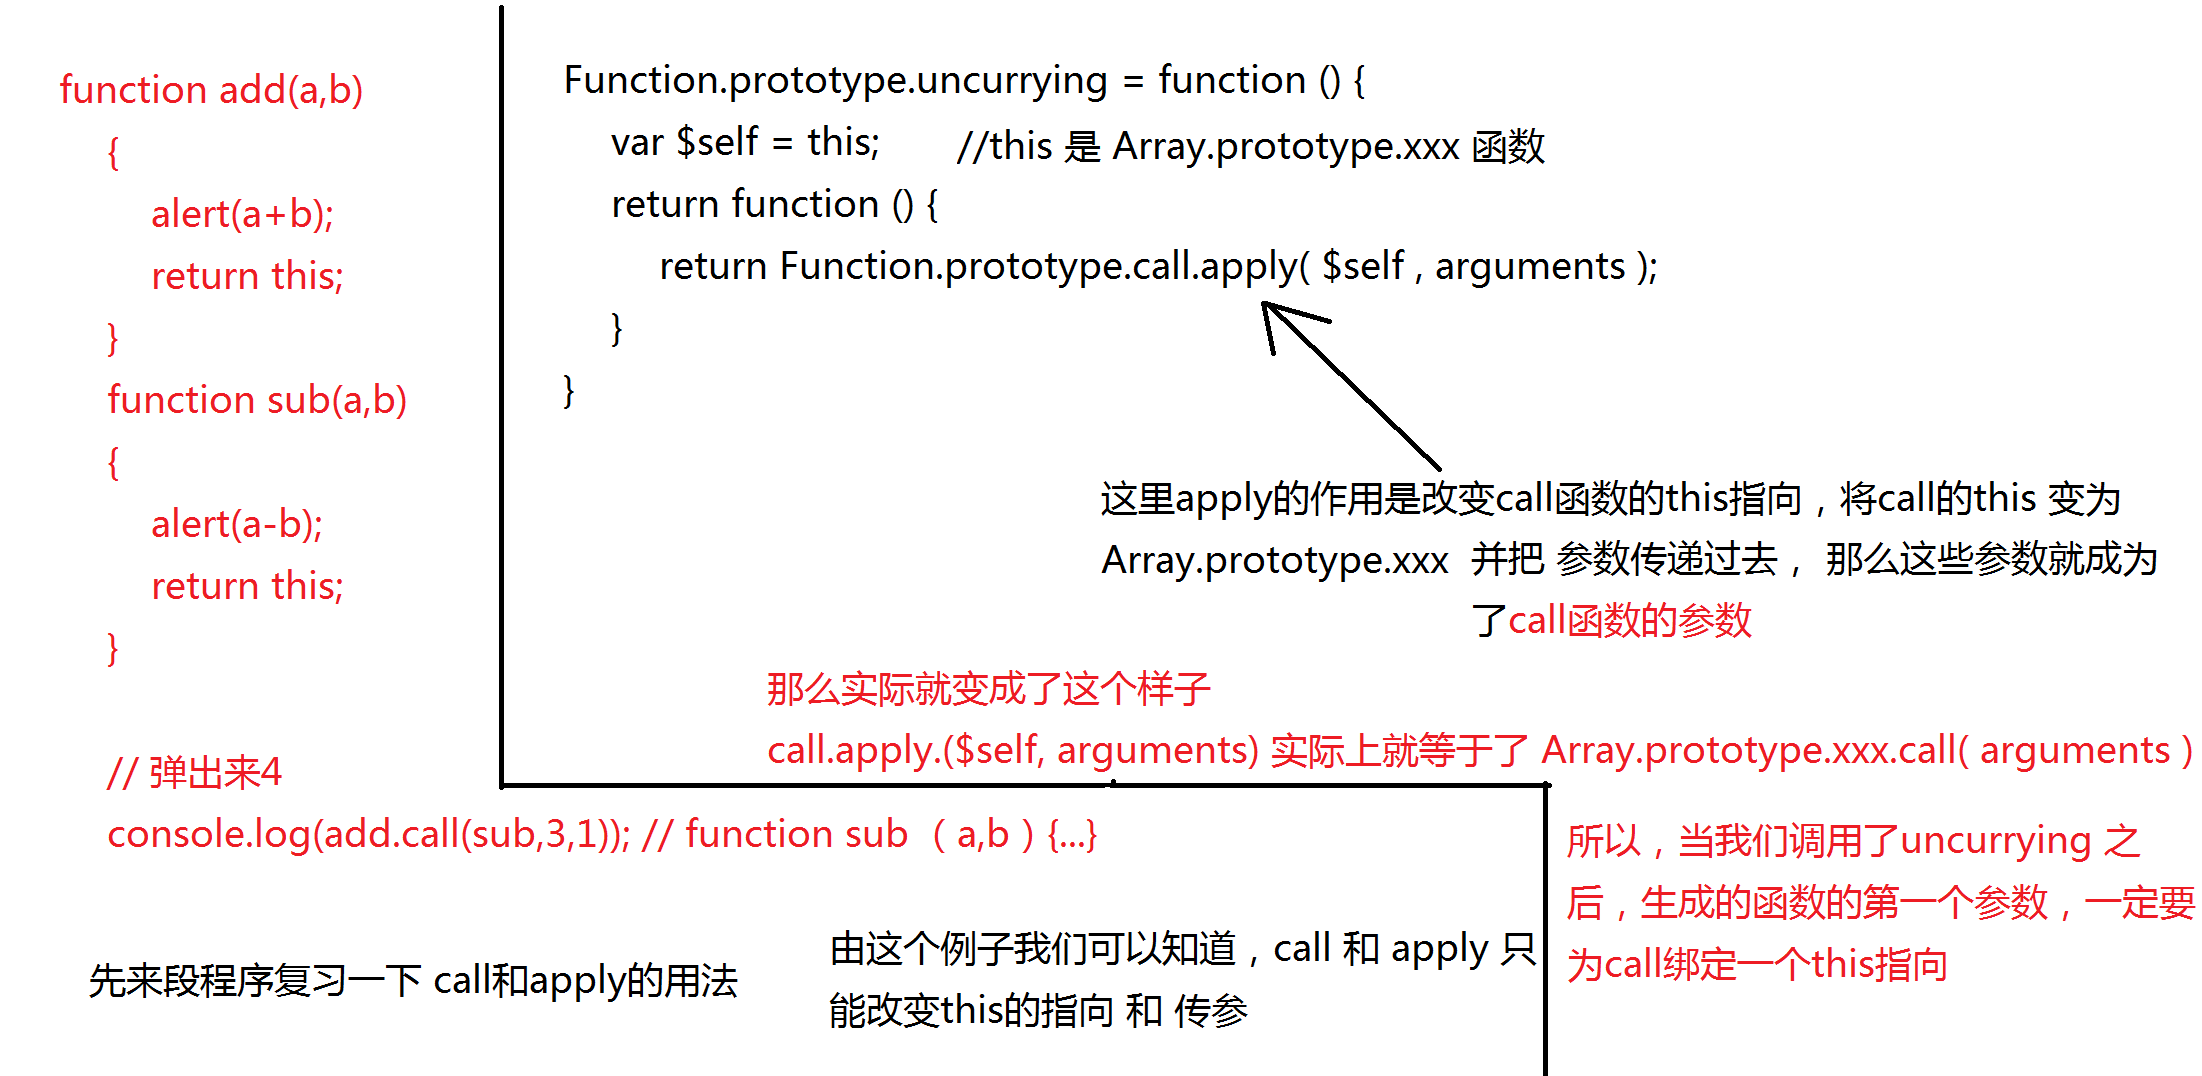 function add(a,b)
{
alert(a+b);
return this;
}
function sub(a,b)
{
alert(a-b);
return this;
}
// 弹出来4
console.log(add.call(sub,3,1)); // function sub （ a,b ）{...}
先来段程序复习一下 call和apply的用法
由这个例子我们可以知道，call 和 apply 只
能改变this的指向 和 传参
Function.prototype.uncurrying = function () {
var $self = this; //this 是 Array.prototype.xxx 函数
return function () {
return Function.prototype.call.apply( $self , arguments );
}
}
这里apply的作用是改变call函数的this指向，将call的this 变为
Array.prototype.xxx 并把 参数传递过去， 那么这些参数就成为
了call函数的参数
那么实际就变成了这个样子
call.apply.($self, arguments) 实际上就等于了 Array.prototype.xxx.call( arguments )
所以，当我们调用了uncurrying 之
后，生成的函数的第一个参数，一定要
为call绑定一个this指向